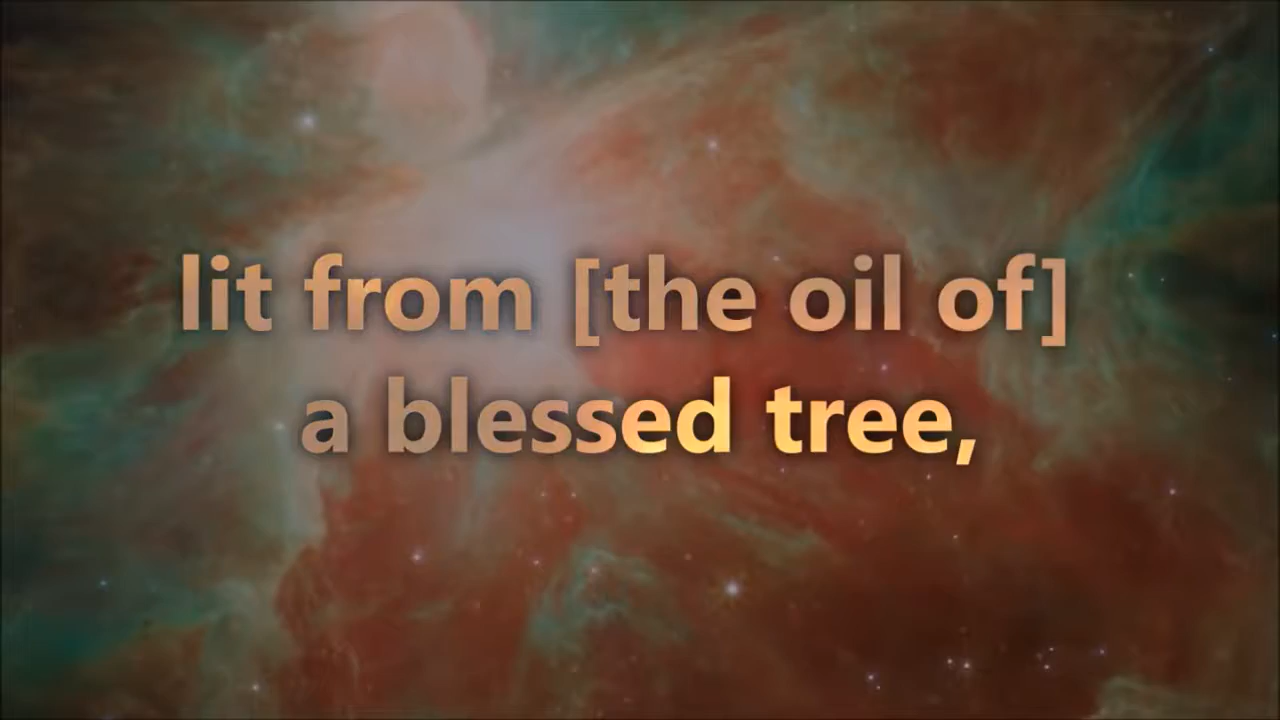 lit from [the oil of]
a blessed tree,